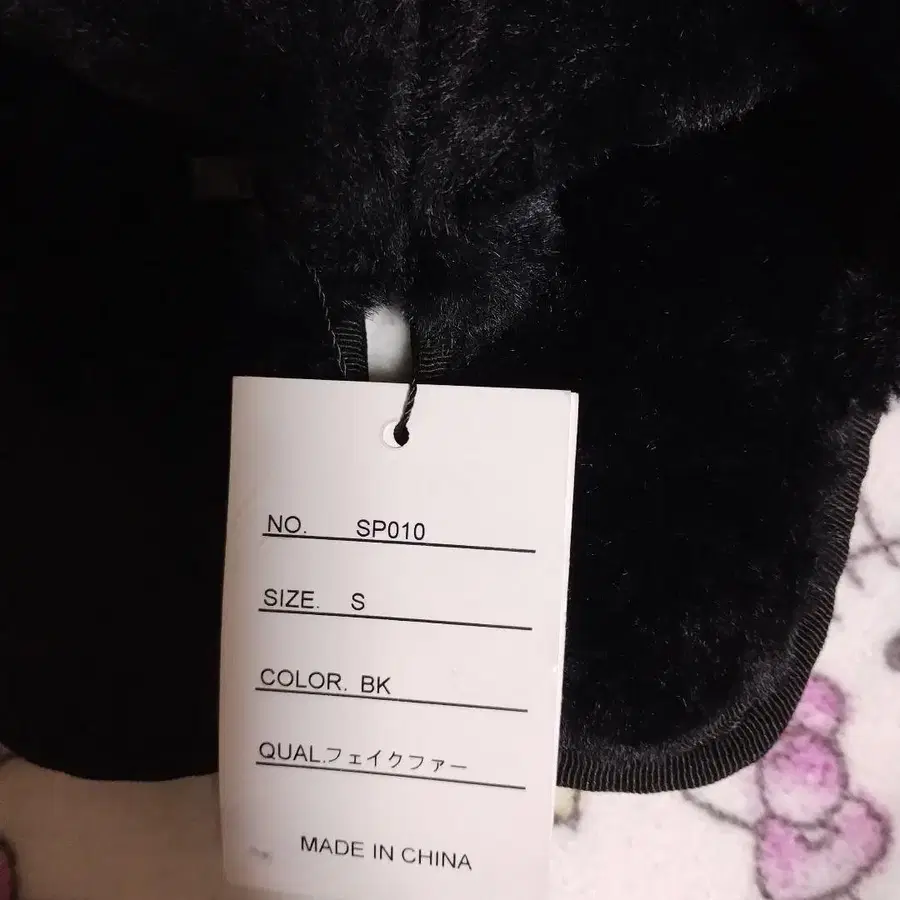 NO. SP010
SIZE. S
COLOR. BK
QUAL.フェイクファー
MADE IN CHINA